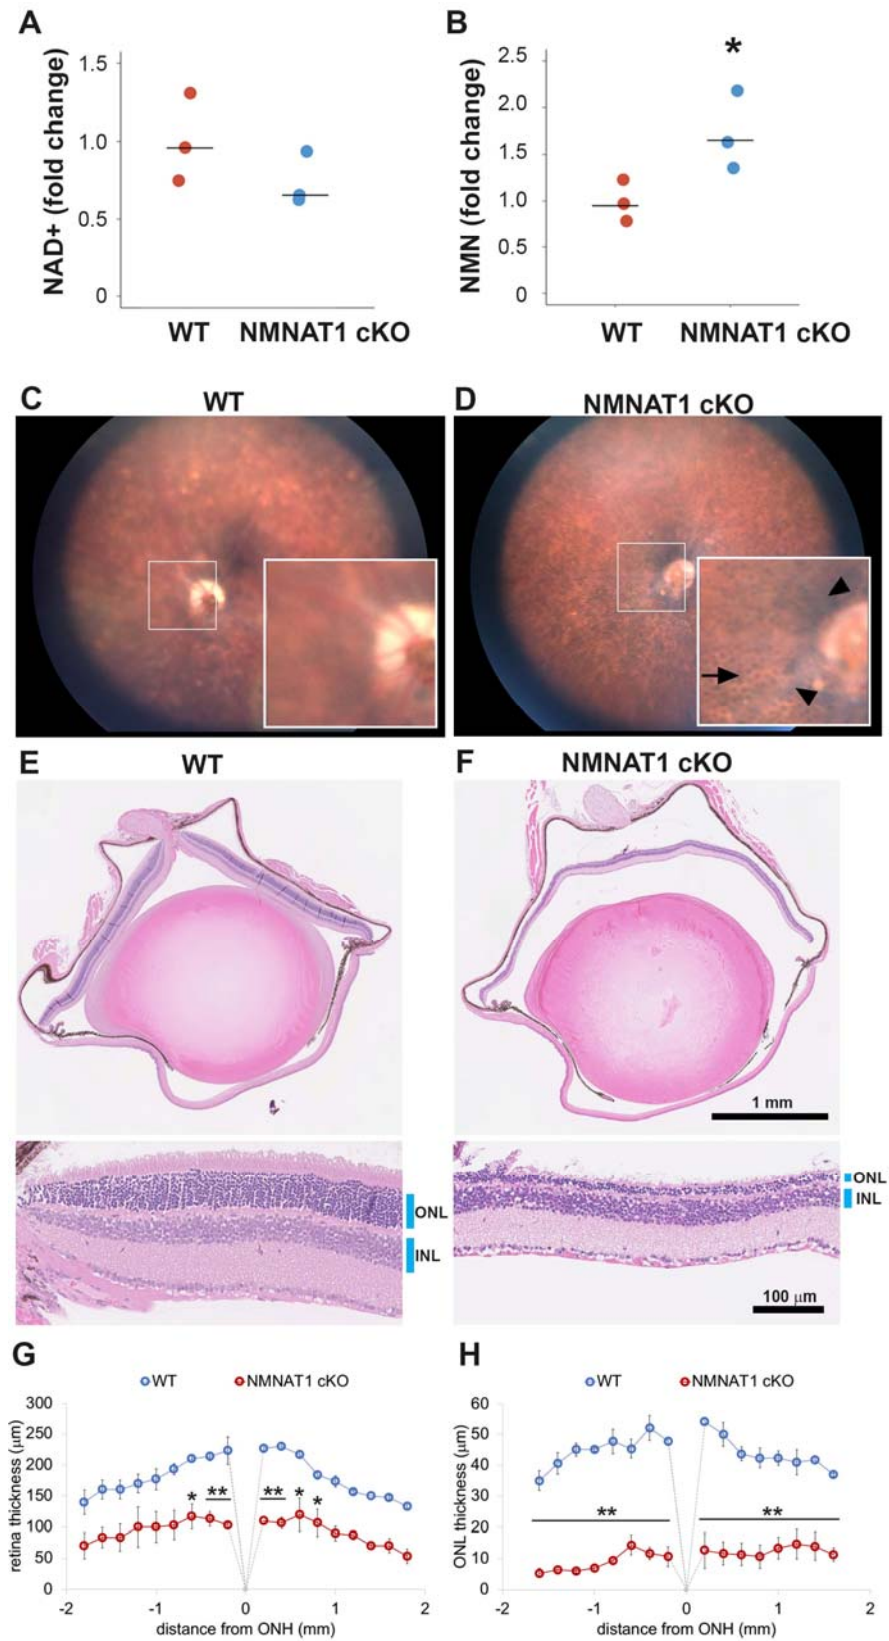 A
B
NAD+ (fold change)
1.5
1.0
0.5
0
WT
NMNAT1 cKO
NMN (fold change)
2.5
2.0
1.5
1.0
0.5
0
*
WT
NMNAT1 cKO
C
WT
D
NMNAT1 cKO
E
WT
F
NMNAT1 cKO
1 mm
ONL
INL
ONL
INL
100 μm
G
WT
NMNAT1 cKO
retina thickness (μm)
300
250
200
150
100
50
0
*
**
**
*
*
-2
-1
0
1
2
distance from ONH (mm)
H
WT
NMNAT1 cKO
ONL thickness (μm)
60
50
40
30
20
10
0
**
**
-2
-1
0
1
2
distance from ONH (mm)